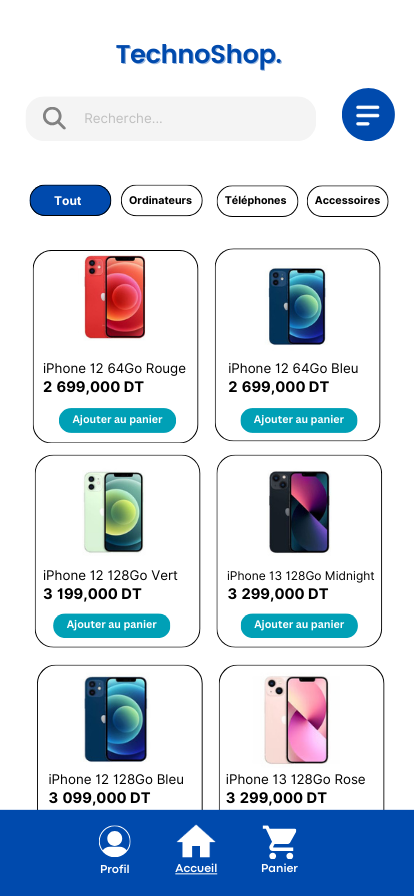 TechnoShop.
Recherche...
Tout
Ordinateurs
Téléphones
Accessoires
iPhone 12 64Go Rouge
2 699,000 DT
Ajouter au panier
iPhone 12 64Go Bleu
2 699,000 DT
Ajouter au panier
iPhone 12 128Go Vert
3 199,000 DT
Ajouter au panier
iPhone 13 128Go Midnight
3 299,000 DT
Ajouter au panier
iPhone 12 128Go Bleu
3 099,000 DT
iPhone 13 128Go Rose
3 299,000 DT
Profil
Accueil
Panier